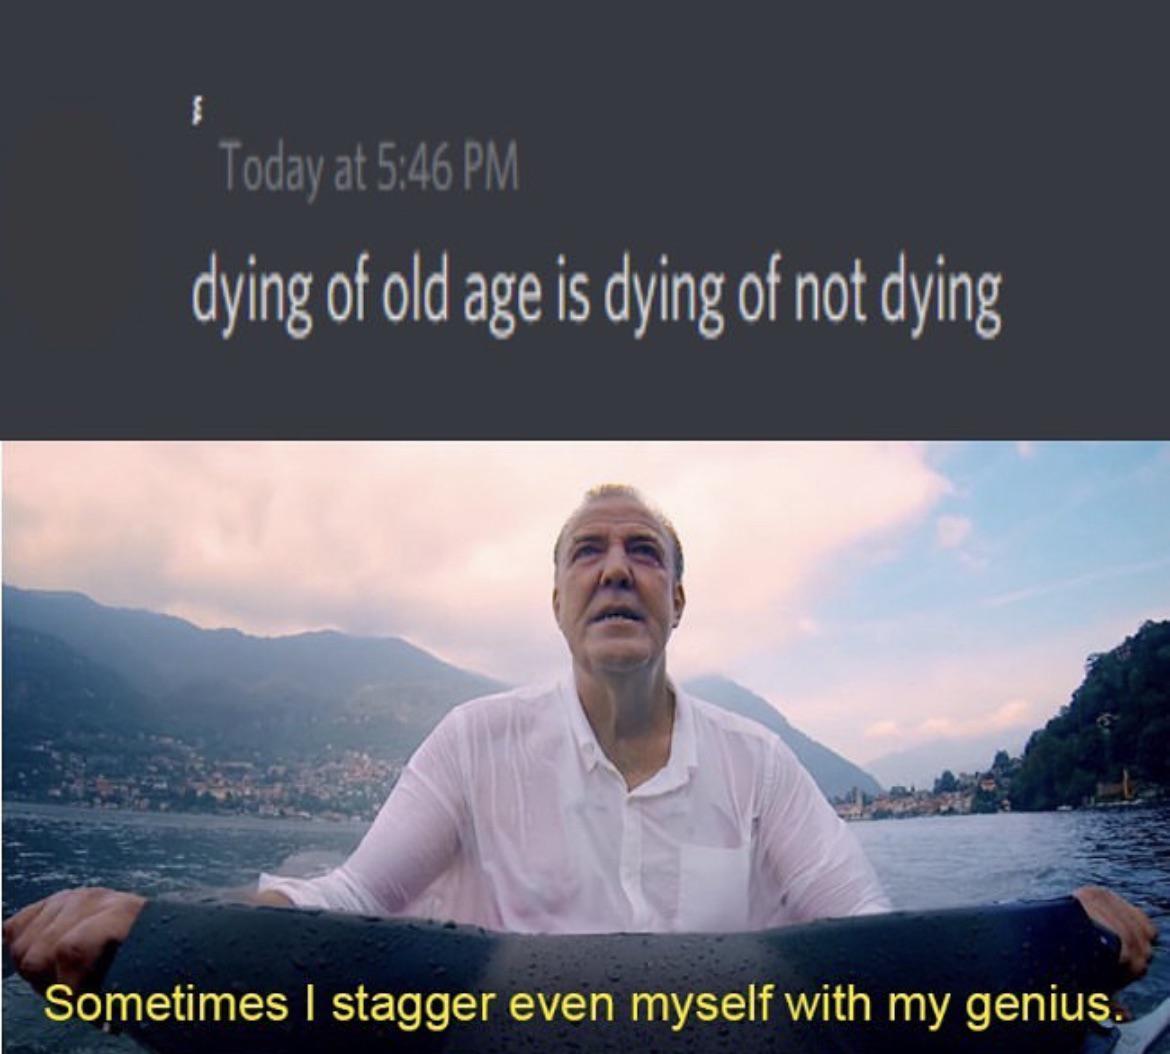 Today at 5:46 PM
dying of old age is dying of not dying
Sometimes I stagger even myself with my genius.